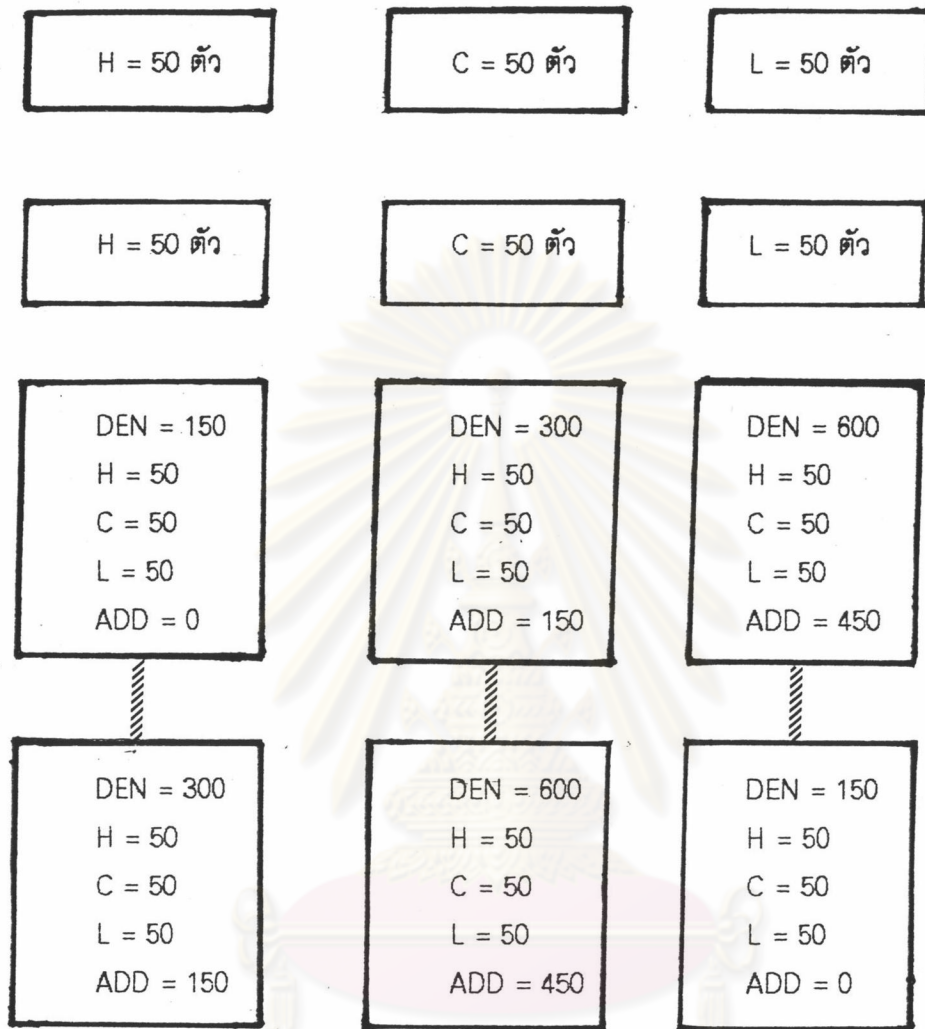 H = 50 ตัว
C = 50 ตัว
L = 50 ตัว
H = 50 ตัว
C = 50 ตัว
L = 50 ตัว
DEN = 150
H = 50
C = 50
L = 50
ADD = 0
DEN = 300
H = 50
C = 50
L = 50
ADD = 150
DEN = 600
H = 50
C = 50
L = 50
ADD = 450
DEN = 300
H = 50
C = 50
L = 50
ADD = 150
DEN = 600
H = 50
C = 50
L = 50
ADD = 450
DEN = 150
H = 50
C = 50
L = 50
ADD = 0